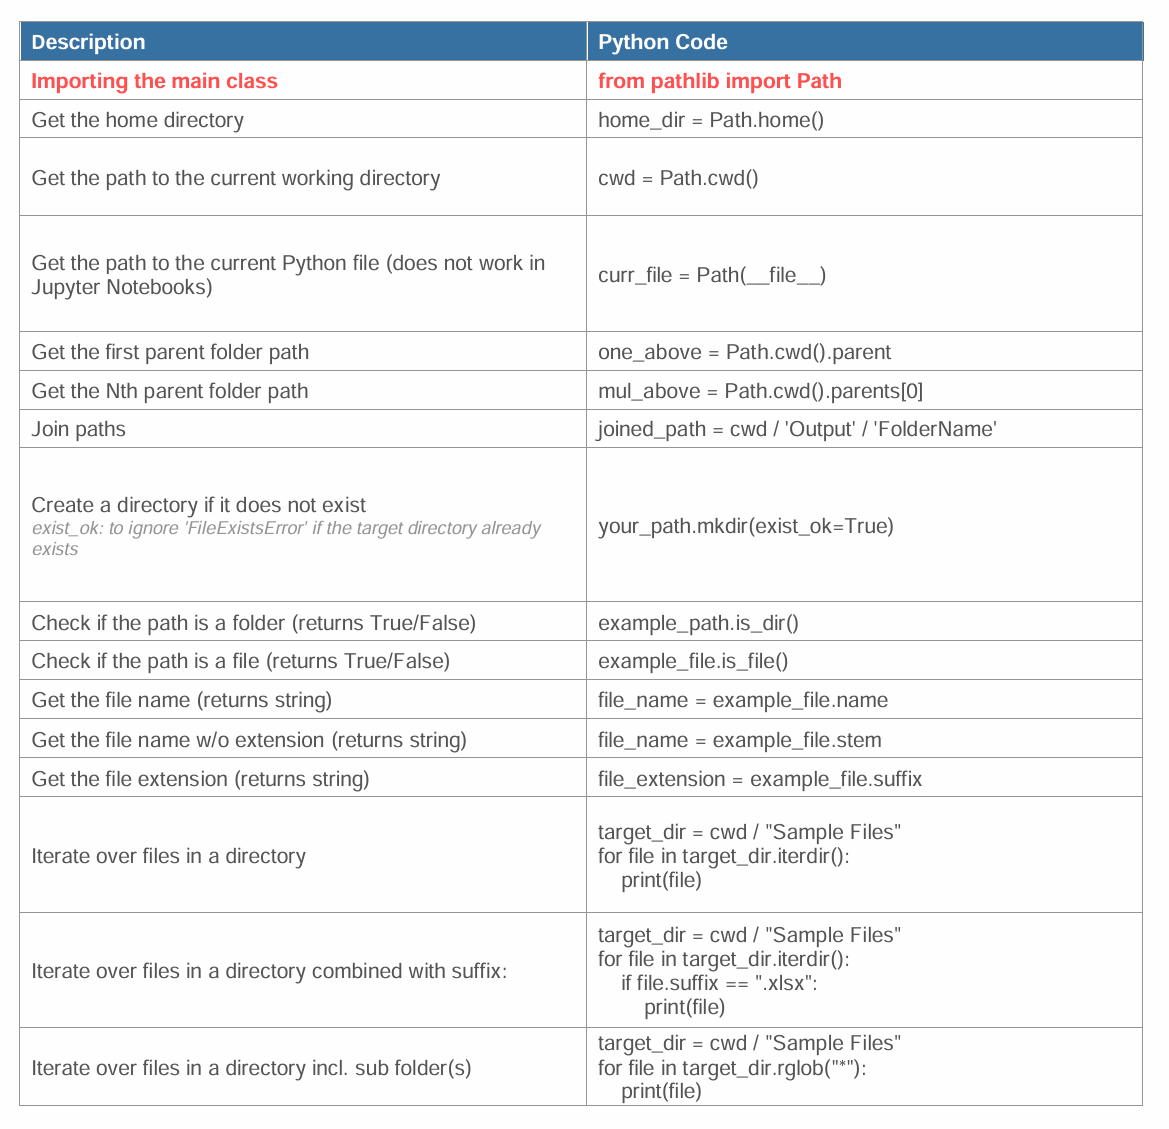 Description
Python Code
Importing the main class
from pathlib import Path
Get the home directory
home_dir = Path.home()
Get the path to the current working directory
cwd = Path.cwd()
Get the path to the current Python file (does not work in
Jupyter Notebooks)
curr_file = Path(__file__)
Get the first parent folder path
one_above = Path.cwd().parent
Get the Nth parent folder path
mul_above = Path.cwd().parents[0]
Join paths
joined_path = cwd / 'Output' / 'FolderName'
Create a directory if it does not exist
exist_ok: to ignore 'FileExistsError' if the target directory already
exists
your_path.mkdir(exist_ok=True)
Check if the path is a folder (returns True/False)
example_path.is_dir()
Check if the path is a file (returns True/False)
example_file.is_file()
Get the file name (returns string)
file_name = example_file.name
Get the file name w/o extension (returns string)
file_name = example_file.stem
Get the file extension (returns string)
file_extension = example_file.suffix
Iterate over files in a directory
target_dir = cwd / "Sample Files"
for file in target_dir.iterdir():
    print(file)
Iterate over files in a directory combined with suffix:
target_dir = cwd / "Sample Files"
for file in target_dir.iterdir():
    if file.suffix == ".xlsx":
        print(file)
Iterate over files in a directory incl. sub folder(s)
target_dir = cwd / "Sample Files"
for file in target_dir.rglob("*"):
    print(file)